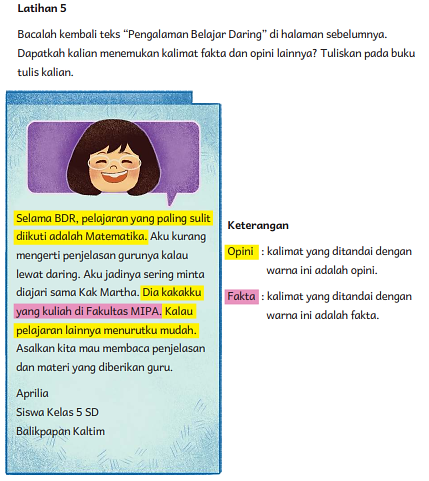 Latihan 5
Bacalah kembali teks “Pengalaman Belajar Daring” di halaman sebelumnya.
Dapatkah kalian menemukan kalimat fakta dan opini lainnya? Tuliskan pada buku
tulis kalian.
Selama BDR, pelajaran yang paling sulit
diikuti adalah Matematika. Aku kurang
mengerti penjelasan gurunya kalau
lewat daring. Aku jadinya sering minta
diajari sama Kak Martha. Dia kakakku
yang kuliah di Fakultas MIPA. Kalau
pelajaran lainnya menurutku mudah.
Asalkan kita mau membaca penjelasan
dan materi yang diberikan guru.
Aprilia
Siswa Kelas 5 SD
Balikpapan Kaltim
Keterangan
Opini : kalimat yang ditandai dengan
warna ini adalah opini.
Fakta : kalimat yang ditandai dengan
warna ini adalah fakta.